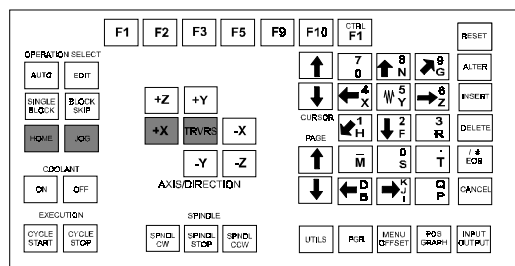 F1 F2 F3 F5 F9 F10 CTRL F1
RESET
OPERATION SELECT
AUTO EDIT
7 0 8 N 9 G
ALTER
SINGLE BLOCK BLOCK SKIP
+Z +Y
4 X 5 Y 6 Z
INSERT
CURSOR
HOME JOG
+X TRVRS -X
1 H 2 F 3 R
DELETE
PAGE
-Y -Z
- M 0 S . T
/ # EOB
COOLANT
AXIS/DIRECTION
ON OFF
D B K J I Q P
CANCEL
EXECUTION
SPINDLE
CYCLE START CYCLE STOP
SPNDL CW SPINDL STOP SPNDL CCW
UTILS PGR MENU OFFSET POS GRAPH INPUT OUTPUT